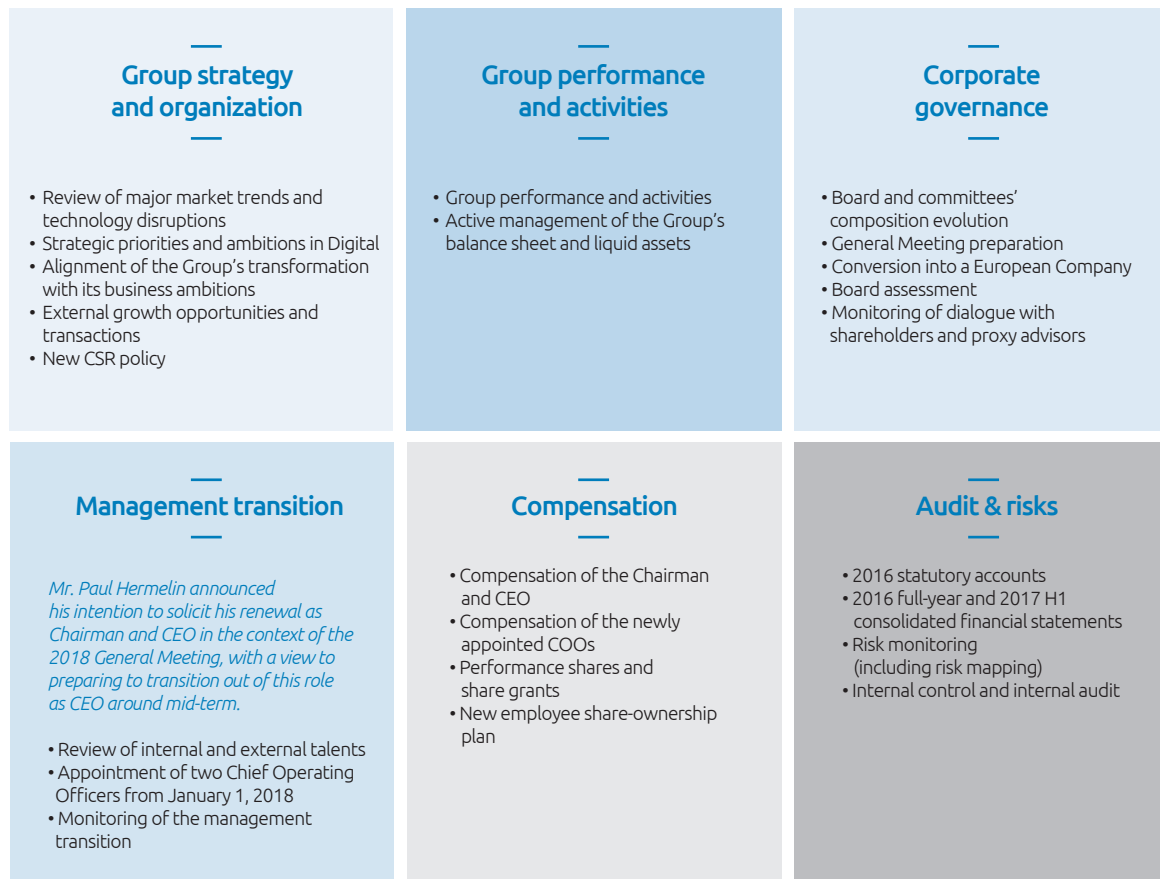 Group strategy
and organization
• Review of major market trends and
technology disruptions
• Strategic priorities and ambitions in Digital
• Alignment of the Group's transformation
with its business ambitions
• External growth opportunities and
transactions
• New CSR policy
Group performance
and activities
• Group performance and activities
• Active management of the Group's
balance sheet and liquid assets
Corporate
governance
• Board and committees'
composition evolution
• General Meeting preparation
• Conversion into a European Company
• Board assessment
• Monitoring of dialogue with
shareholders and proxy advisors
Management transition
Mr. Paul Hermelin announced
his intention to solicit his renewal as
Chairman and CEO in the context of the
2018 General Meeting, with a view to
preparing to transition out of this role
as CEO around mid-term.
• Review of internal and external talents
• Appointment of two Chief Operating
Officers from January 1, 2018
• Monitoring of the management
transition
Compensation
• Compensation of the Chairman
and CEO
• Compensation of the newly
appointed COOs
• Performance shares and
share grants
• New employee share-ownership
plan
Audit & risks
• 2016 statutory accounts
• 2016 full-year and 2017 H1
consolidated financial statements
• Risk monitoring
(including risk mapping)
• Internal control and internal audit